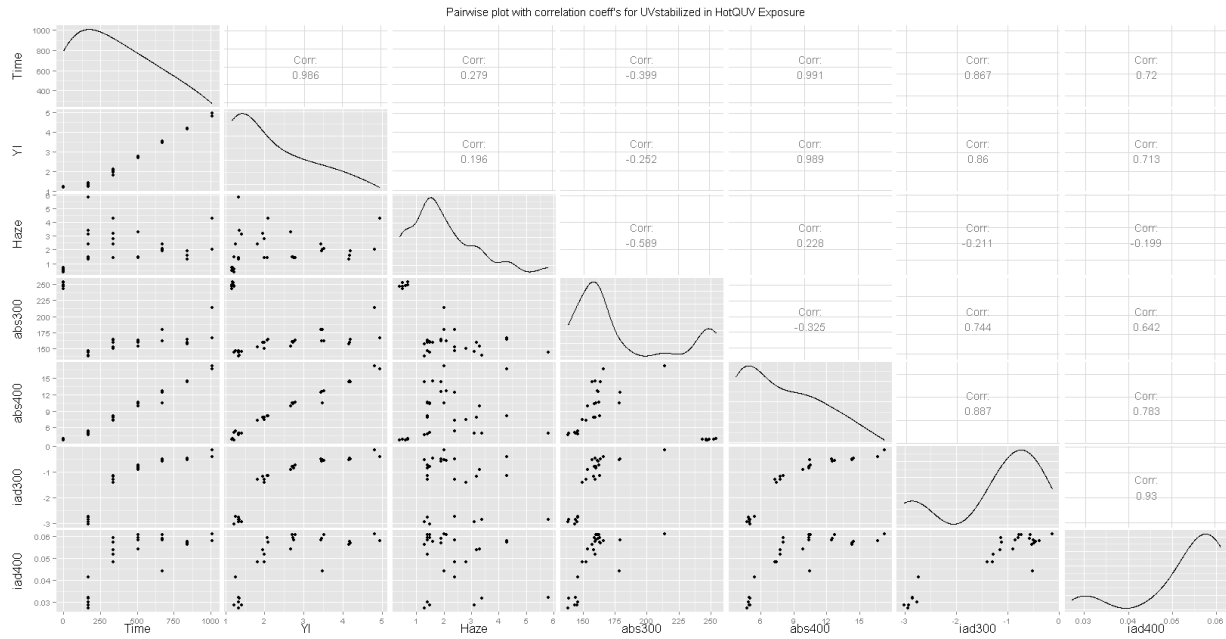 Pairwise plot with correlation coeff's for UVstabilized in HotQUV Exposure
Time
1000
800
600
400
Corr:
0.986
Corr:
0.279
Corr:
-0.399
Corr:
0.991
Corr:
0.867
Corr:
0.72
YI
5
4
3
2
1
Corr:
0.196
Corr:
-0.252
Corr:
0.989
Corr:
0.86
Corr:
0.713
Haze
6
5
4
3
2
1
Corr:
-0.589
Corr:
0.228
Corr:
-0.211
Corr:
-0.199
abs300
250
225
200
175
150
Corr:
-0.325
Corr:
0.744
Corr:
0.642
abs400
15
12
9
6
Corr:
0.887
Corr:
0.783
iad300
0
-1
-2
-3
Corr:
0.93
iad400
0.06
0.05
0.04
0.03
0 250 500 750 1000
1 2 3 4 5
1 2 3 4 5 6
150 175 200 225 250
6 9 12 15
-3 -2 -1 0
0.03 0.04 0.05 0.06
Time YI Haze abs300 abs400 iad300 iad400